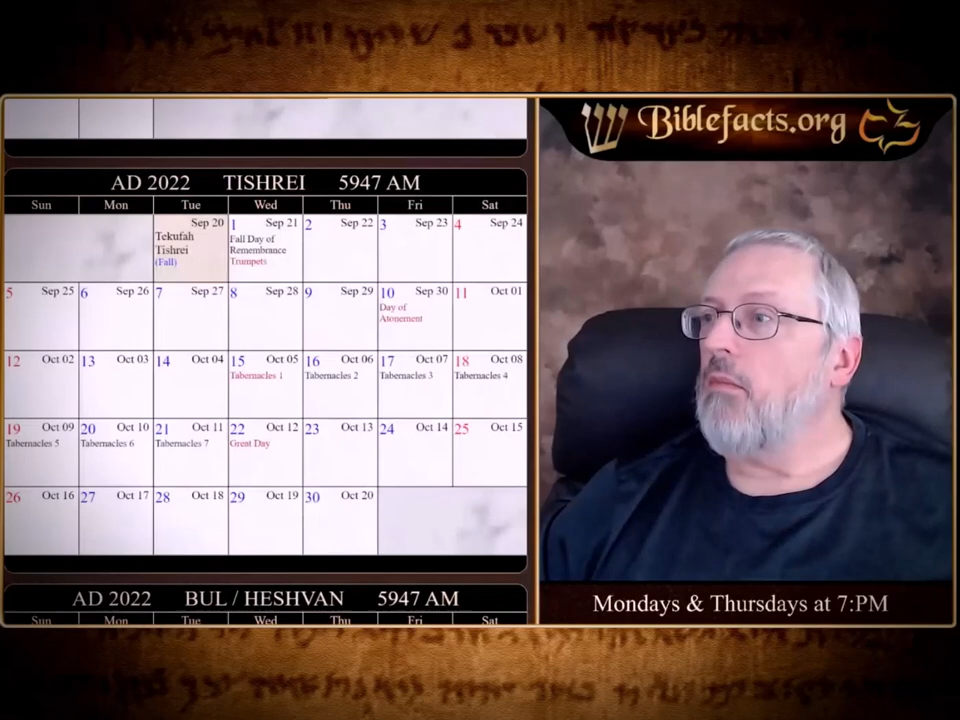 Biblefacts.org
AD 2022 TISHREI 5947 AM
Sun Mon Tue Wed Thu Fri Sat
Sep 20 1 Sep 21 2 Sep 22 3 Sep 23 4 Sep 24
Tekufah
Tishrei
(Fall)
Fall Day of
Remembrance
Trumpets
5 Sep 25 6 Sep 26 7 Sep 27 8 Sep 28 9 Sep 29 10 Sep 30 11 Oct 01
Day of
Atonement
12 Oct 02 13 Oct 03 14 Oct 04 15 Oct 05 16 Oct 06 17 Oct 07 18 Oct 08
Tabernacles 1 Tabernacles 2 Tabernacles 3 Tabernacles 4
19 Oct 09 20 Oct 10 21 Oct 11 22 Oct 12 23 Oct 13 24 Oct 14 25 Oct 15
Tabernacles 5 Tabernacles 6 Tabernacles 7 Great Day
26 Oct 16 27 Oct 17 28 Oct 18 29 Oct 19 30 Oct 20
AD 2022 BUL / HESHVAN 5947 AM
Sun Mon Tue Wed Thu Fri Sat
Mondays & Thursdays at 7:PM